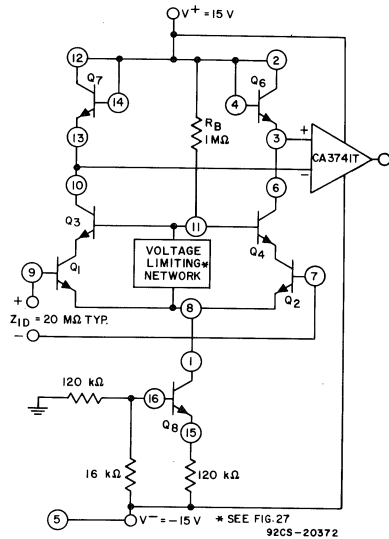 V+ = 15 V
12
2
Q7
Q6
14
4
RB
1 MΩ
13
3
+
CA3741T
-
10
6
11
Q3
Q4
VOLTAGE
LIMITING*
NETWORK
9
Q1
7
Q2
+
8
ZID = 20 MΩ TYP.
-
1
120 kΩ
16
Q8
15
16 kΩ
120 kΩ
5
V- = -15 V
* SEE FIG. 27
92CS-20372